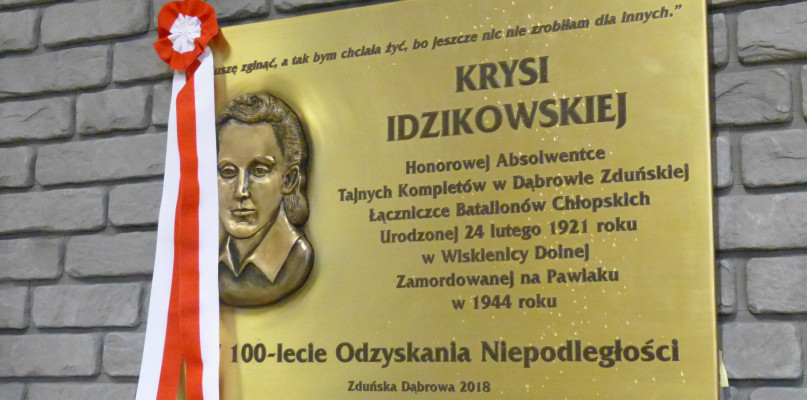 zginąć, a tak bym chciała żyć, bo jeszcze nic nie zrobiłam dla innych.”
KRYSI
IDZIKOWSKIEJ
Honorowej Absolwentce
Tajnych Kompletów w Dąbrowie Zduńskiej
Łączniczce Batalionów Chłopskich
Urodzonej 24 lutego 1921 roku
w Wiskienicy Dolnej
Zamordowanej na Pawiaku
w 1944 roku
100-lecie Odzyskania Niepodległości
Zduńska Dąbrowa 2018